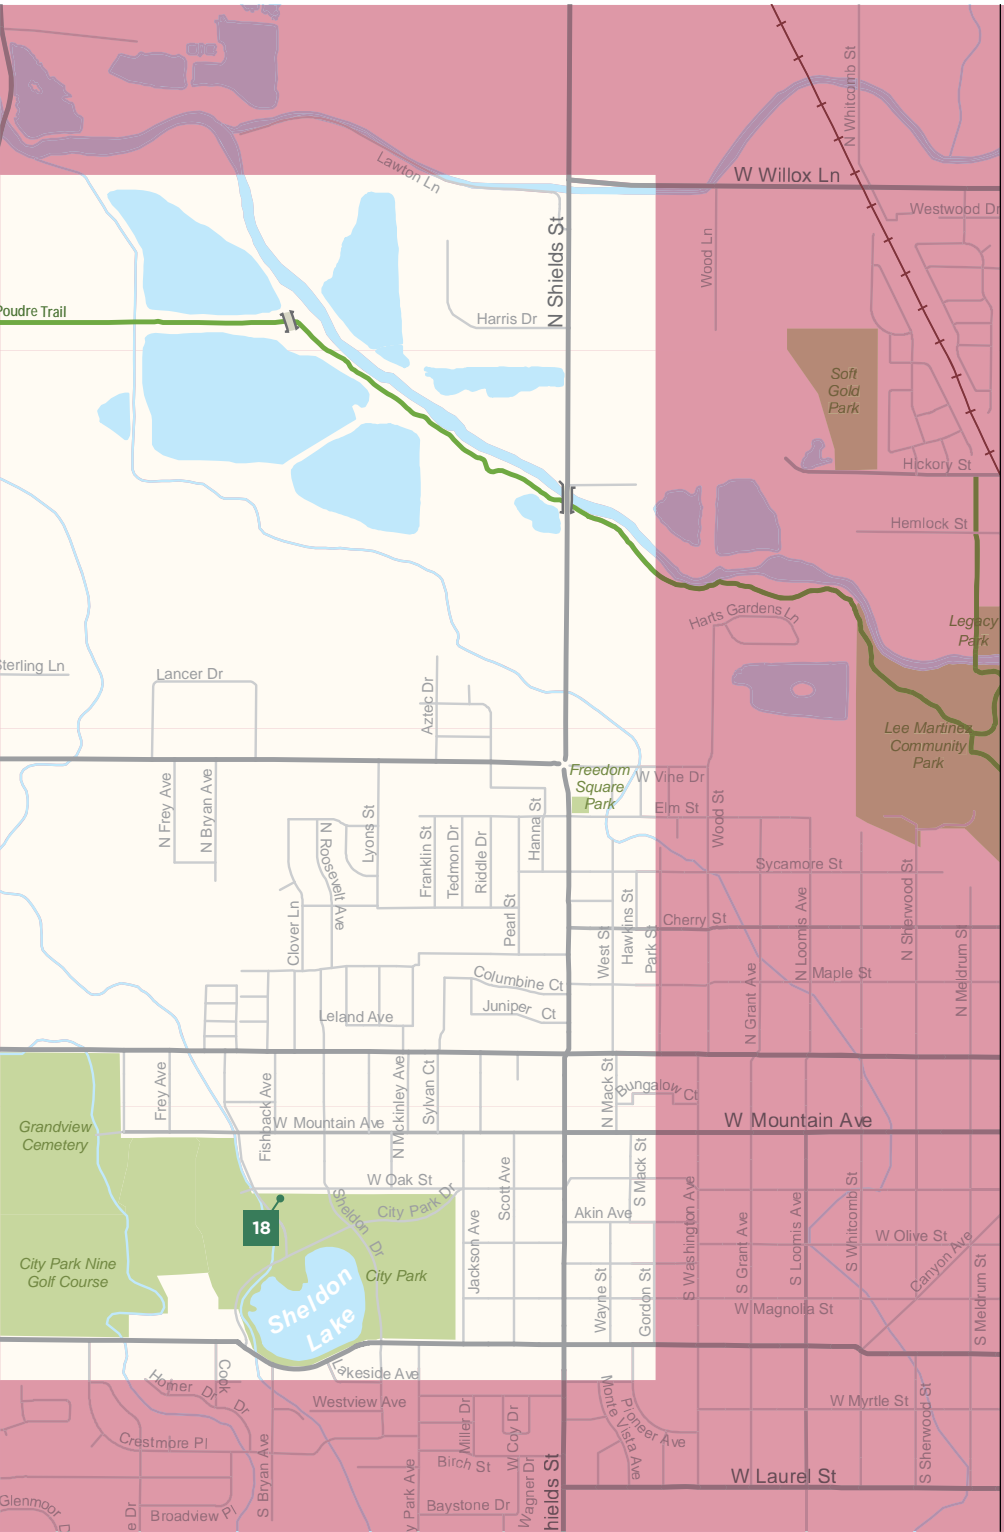 N Whitcomb St
Lawton Ln
W Willox Ln
Westwood Dr
Wood Ln
N Shields St
Poudre Trail
Harris Dr
Soft
Gold
Park
Hickory St
Hemlock St
Harts Gardens Ln
Legacy
Park
Sterling Ln
Lancer Dr
Aztec Dr
Lee Martinez
Community
Park
Freedom
Square
Park
W Vine Dr
Elm St
Wood St
N Frey Ave
N Bryan Ave
N Roosevelt Ave
Lyons St
Franklin St
Tedmon Dr
Riddle Dr
Hanna St
Sycamore St
Clover Ln
Pearl St
West St
Hawkins St
Park St
Cherry St
N Loomis Ave
N Sherwood St
N Meldrum St
Columbine Ct
Maple St
Juniper Ct
Leland Ave
N Grant Ave
Frey Ave
Fishback Ave
N Mckinley Ave
Sylvan Ct
N Mack St
Bungalow Ct
Grandview
Cemetery
W Mountain Ave
W Mountain Ave
W Oak St
Scott Ave
S Mack St
Sheldon Dr
City Park Dr
18
Akin Ave
S Washington Ave
S Grant Ave
S Loomis Ave
S Whitcomb St
W Olive St
Canyon Ave
Jackson Ave
City Park Nine
Golf Course
City Park
Sheldon
Lake
Wayne St
Gordon St
W Magnolia St
S Meldrum St
Lakeside Ave
Cook Dr
Homer Dr
Westview Ave
Monte Vista Ave
Pioneer Ave
W Myrtle St
S Sherwood St
Crestmore Pl
S Bryan Ave
Miller Dr
W Coy Dr
Birch St
Wagner Dr
hields St
W Laurel St
Glenmoor
e Dr
Broadview Pl
y Park Ave
Baystone Dr